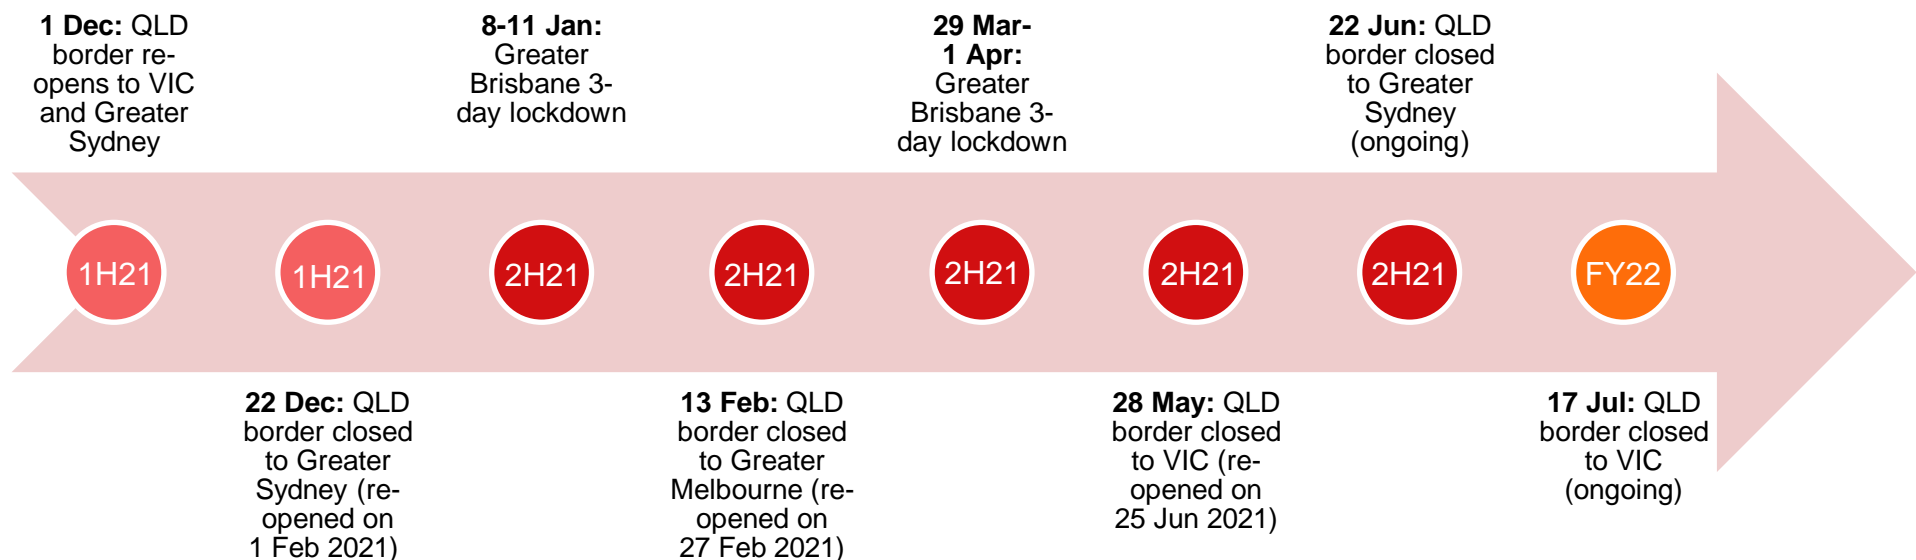 1 Dec: QLD
border re-
opens to VIC
and Greater
Sydney
8-11 Jan:
Greater
Brisbane 3-
day lockdown
29 Mar-
1 Apr:
Greater
Brisbane 3-
day lockdown
22 Jun: QLD
border closed
to Greater
Sydney
(ongoing)
1H21
1H21
2H21
2H21
2H21
2H21
2H21
FY22
22 Dec: QLD
border closed
to Greater
Sydney (re-
opened on
1 Feb 2021)
13 Feb: QLD
border closed
to Greater
Melbourne (re-
opened on
27 Feb 2021)
28 May: QLD
border closed
to VIC (re-
opened on
25 Jun 2021)
17 Jul: QLD
border closed
to VIC
(ongoing)